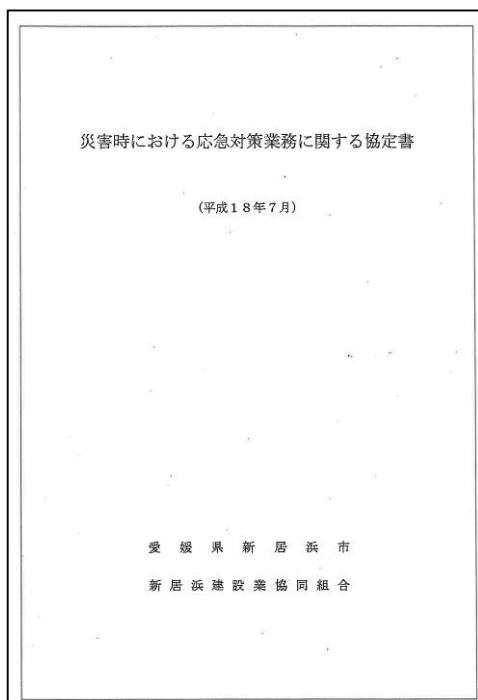 災害時における応急対策業務に関する協定書
(平成18年7月)
愛媛県新居浜市
新居浜建設業協同組合